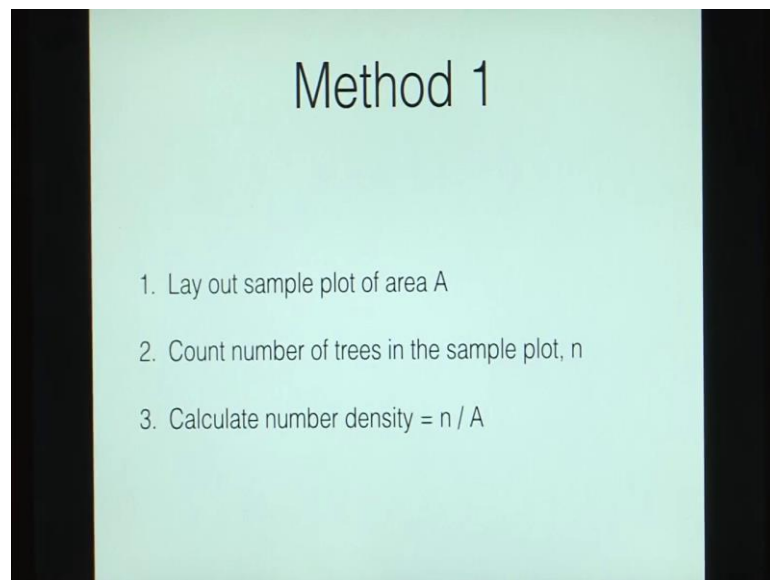 Method 1
1. Lay out sample plot of area A
2. Count number of trees in the sample plot, n
3. Calculate number density = n / A